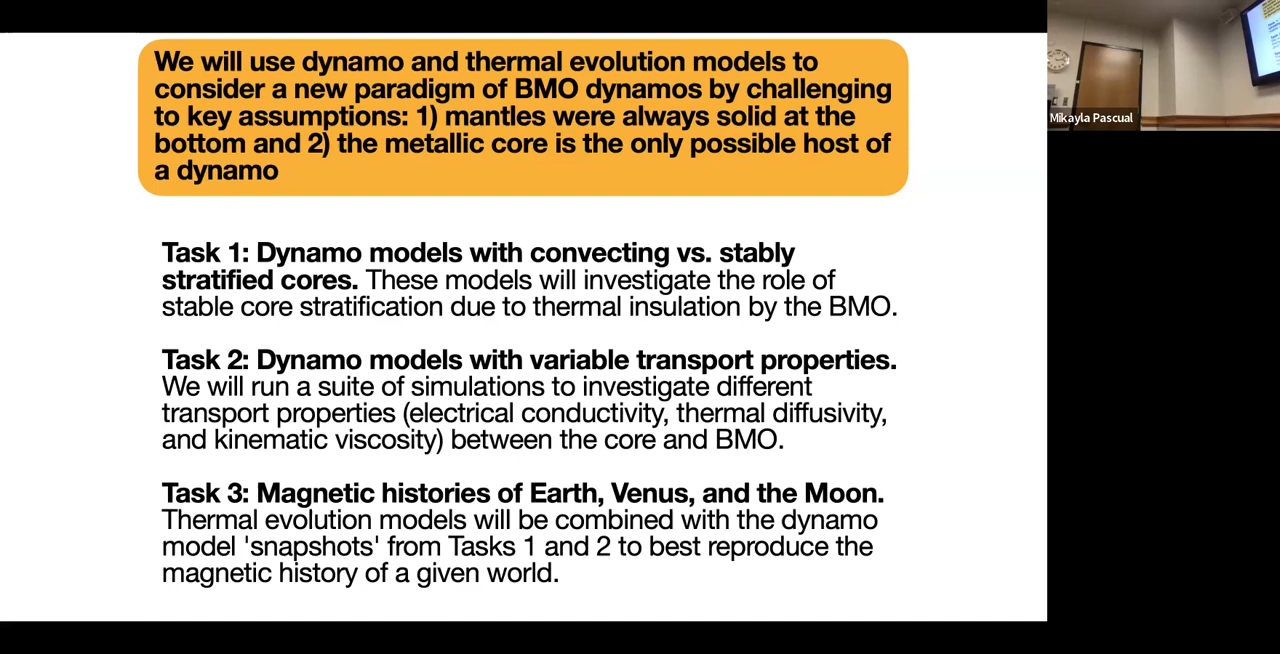 We will use dynamo and thermal evolution models to
consider a new paradigm of BMO dynamos by challenging
to key assumptions: 1) mantles were always solid at the
bottom and 2) the metallic core is the only possible host of
a dynamo
Task 1: Dynamo models with convecting vs. stably
stratified cores. These models will investigate the role of
stable core stratification due to thermal insulation by the BMO.
Task 2: Dynamo models with variable transport properties.
We will run a suite of simulations to investigate different
transport properties (electrical conductivity, thermal diffusivity,
and kinematic viscosity) between the core and BMO.
Task 3: Magnetic histories of Earth, Venus, and the Moon.
Thermal evolution models will be combined with the dynamo
model 'snapshots' from Tasks 1 and 2 to best reproduce the
magnetic history of a given world.
Mikayla Pascual